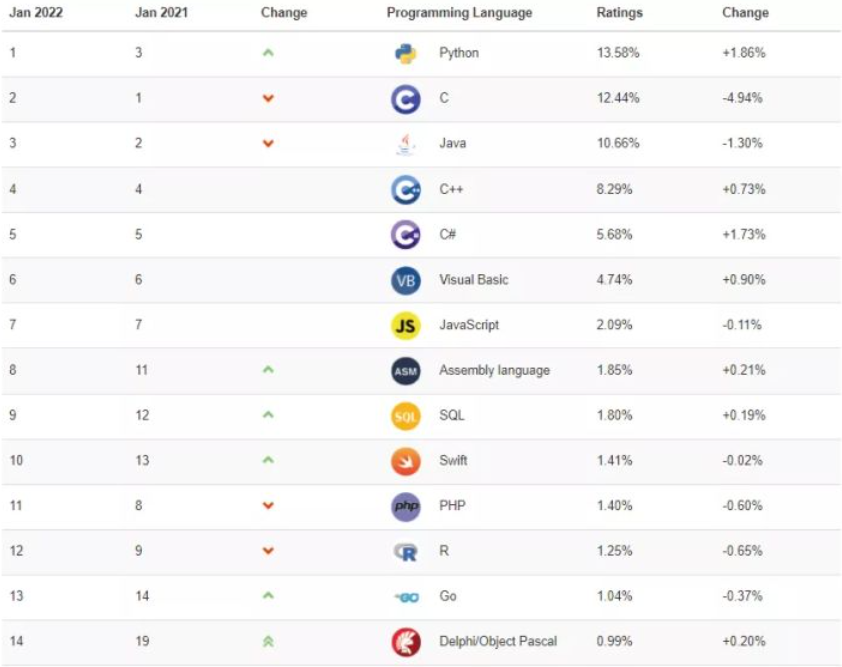 Jan 2022 Jan 2021 Change Programming Language Ratings Change
1 3 Python 13.58% +1.86%
2 1 C C 12.44% -4.94%
3 2 Java 10.66% -1.30%
4 4 C++ C++ 8.29% +0.73%
5 5 C C# 5.68% +1.73%
6 6 VB Visual Basic 4.74% +0.90%
7 7 JS JavaScript 2.09% -0.11%
8 11 ASM Assembly language 1.85% +0.21%
9 12 SQL SQL 1.80% +0.19%
10 13 Swift 1.41% -0.02%
11 8 php PHP 1.40% -0.60%
12 9 R R 1.25% -0.65%
13 14 GO Go 1.04% -0.37%
14 19 Delphi/Object Pascal 0.99% +0.20%